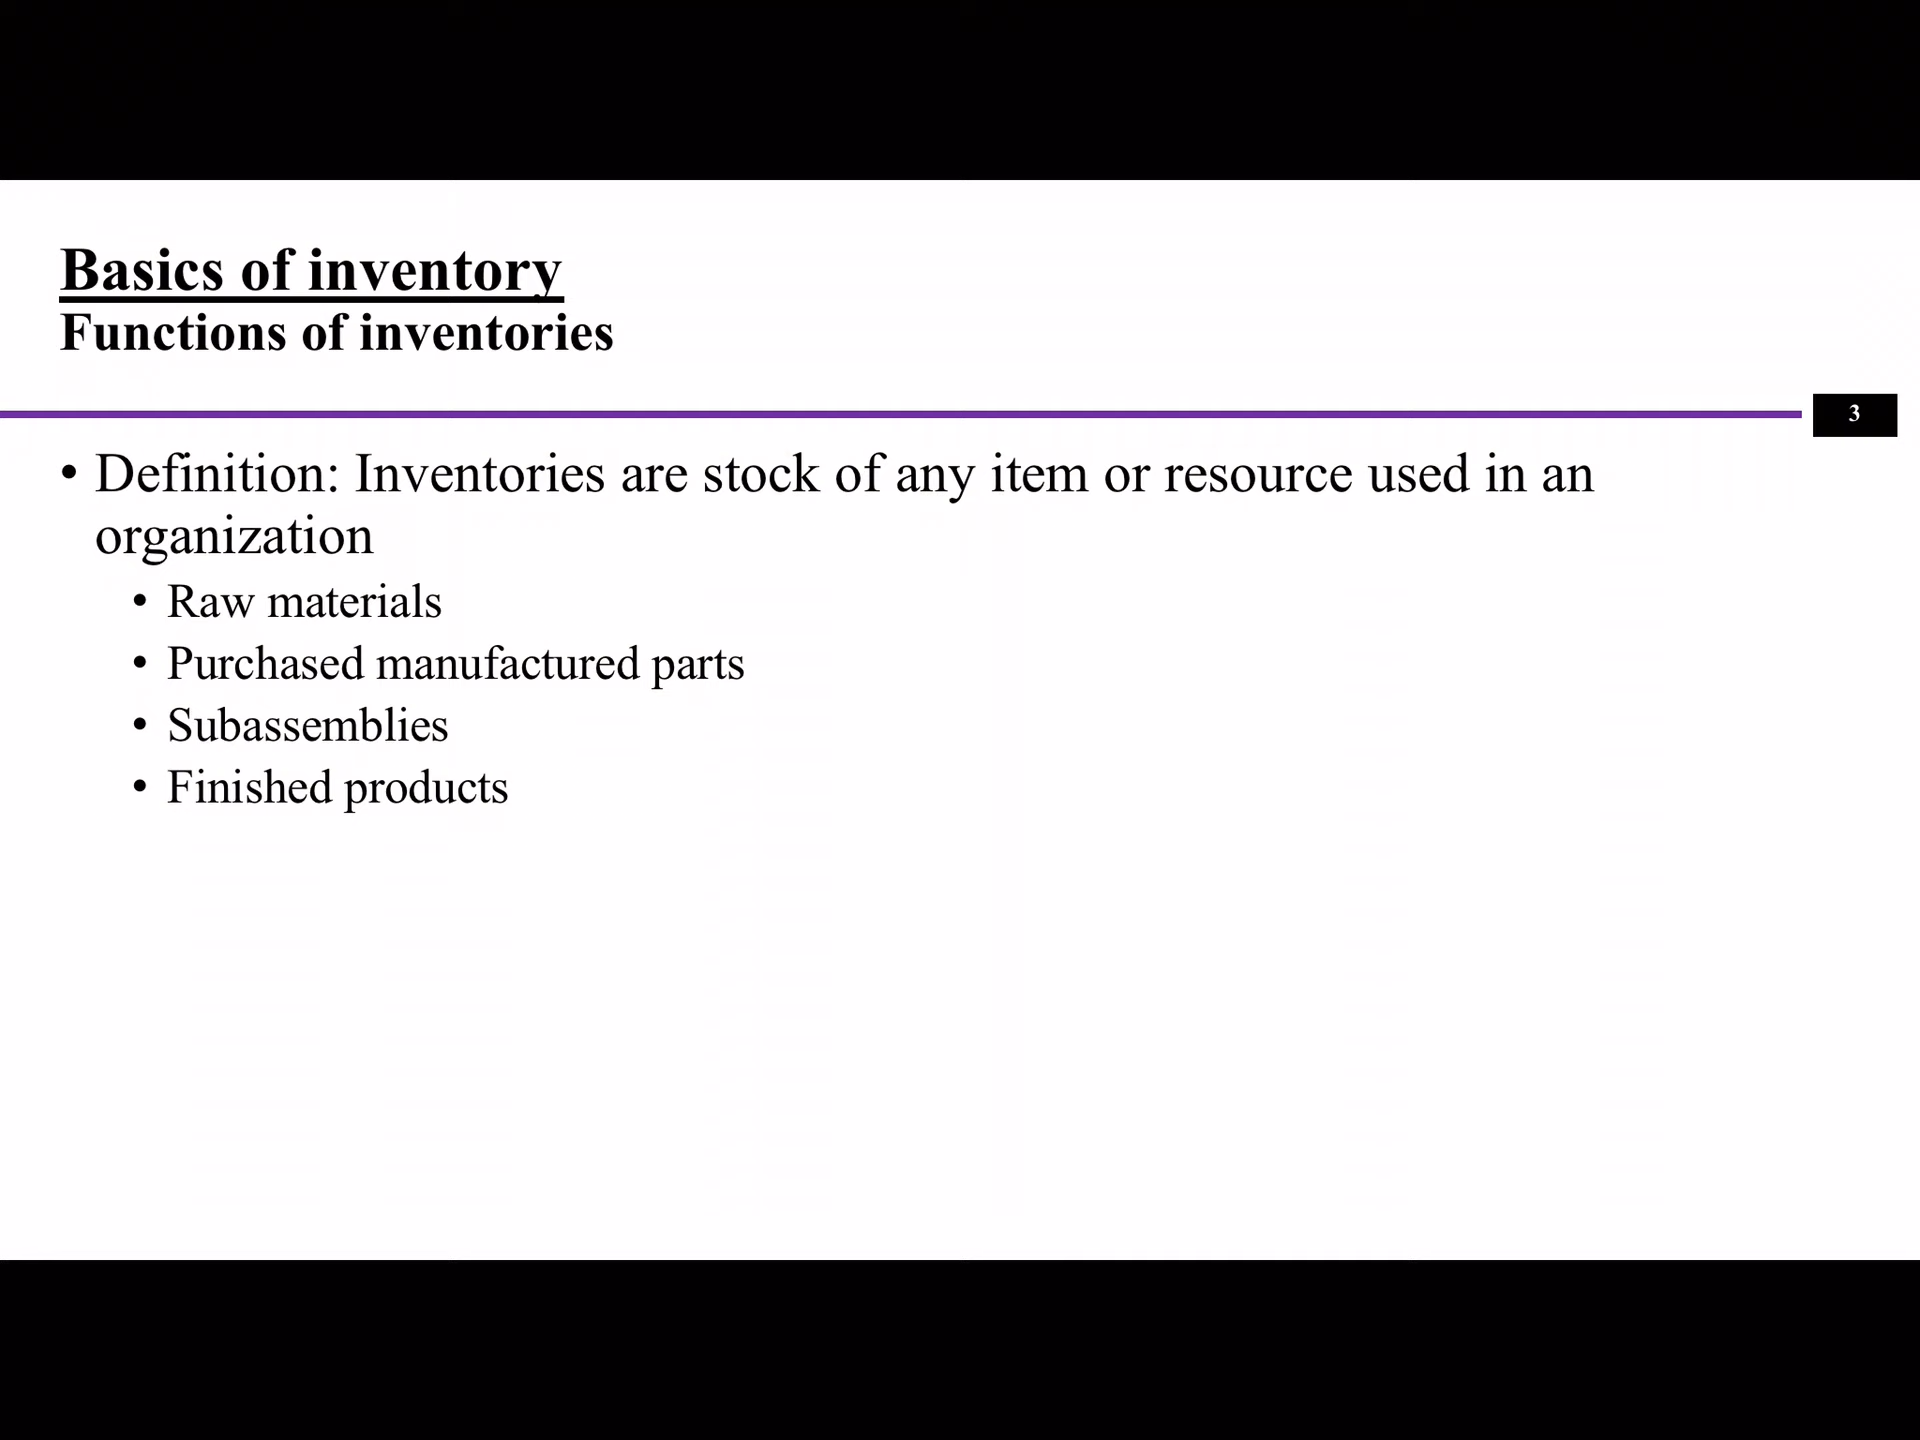 Basics of inventory
Functions of inventories
3
• Definition: Inventories are stock of any item or resource used in an
organization
• Raw materials
• Purchased manufactured parts
• Subassemblies
• Finished products